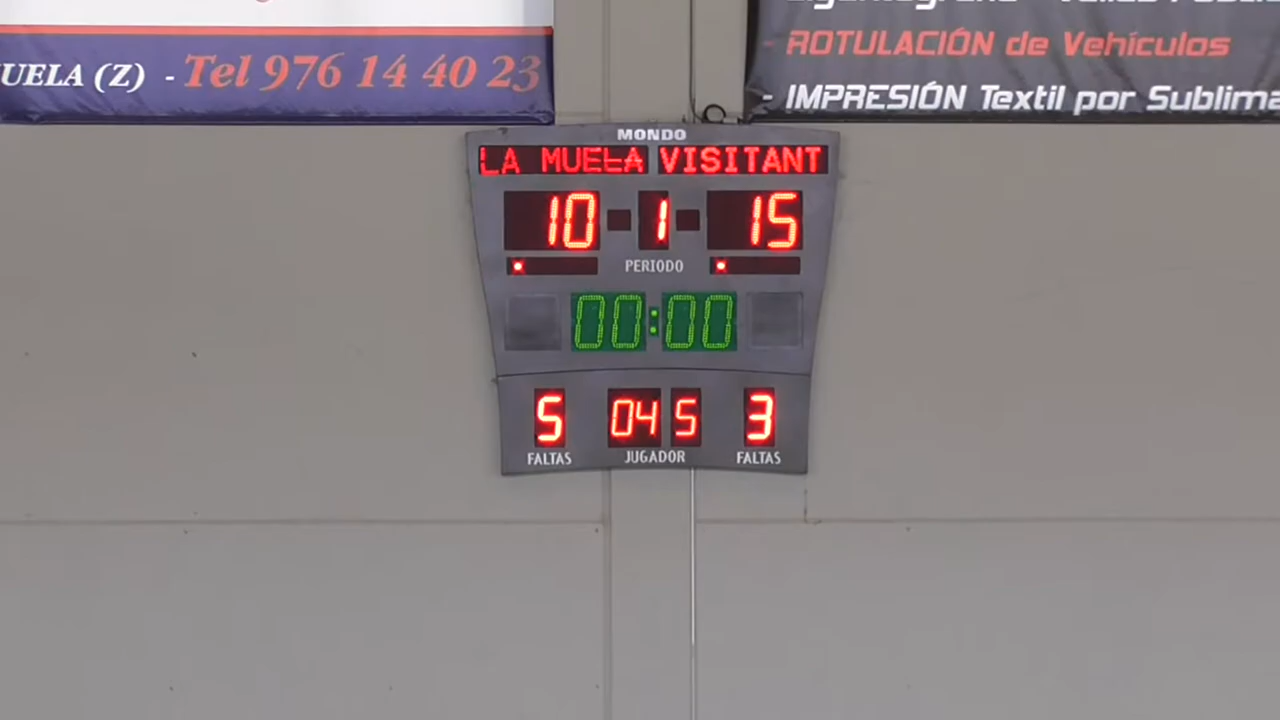 UELA (Z) - Tel 976 14 40 23
- ROTULACIÓN de Vehículos
- IMPRESIÓN Textil por Sublima
MONDO
LA MUELA VISITANT
10 1 15
PERIODO
00:00
5 04 5 3
FALTAS JUGADOR FALTAS